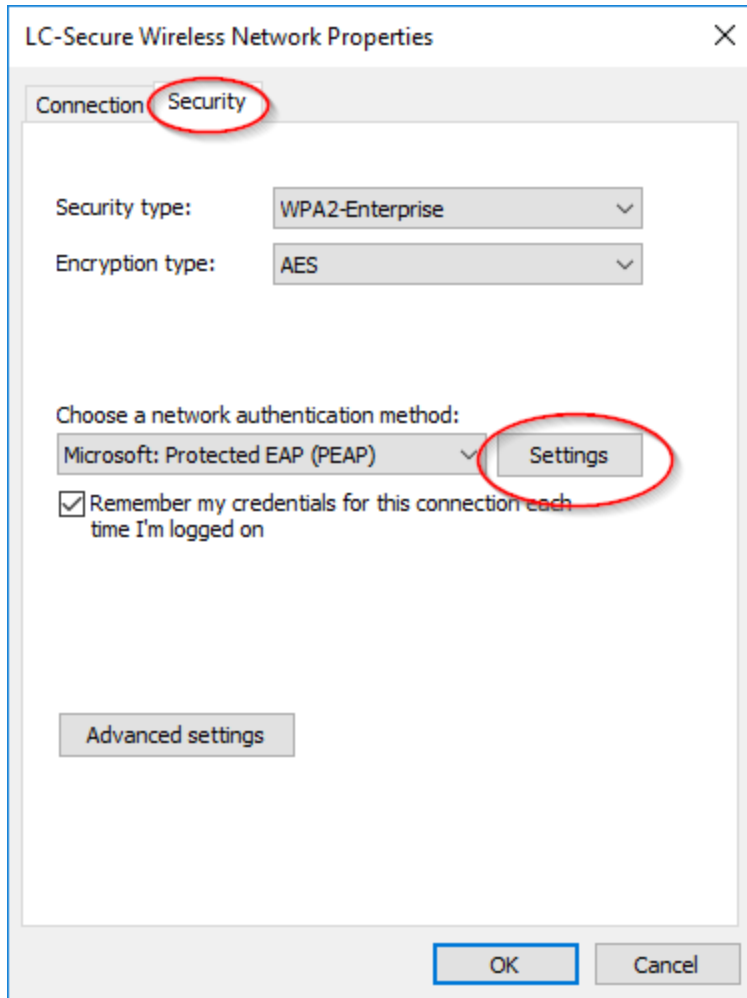 LC-Secure Wireless Network Properties
Connection Security
Security type: WPA2-Enterprise
Encryption type: AES
Choose a network authentication method:
Microsoft: Protected EAP (PEAP) Settings
Remember my credentials for this connection each
time I'm logged on
Advanced settings
OK Cancel